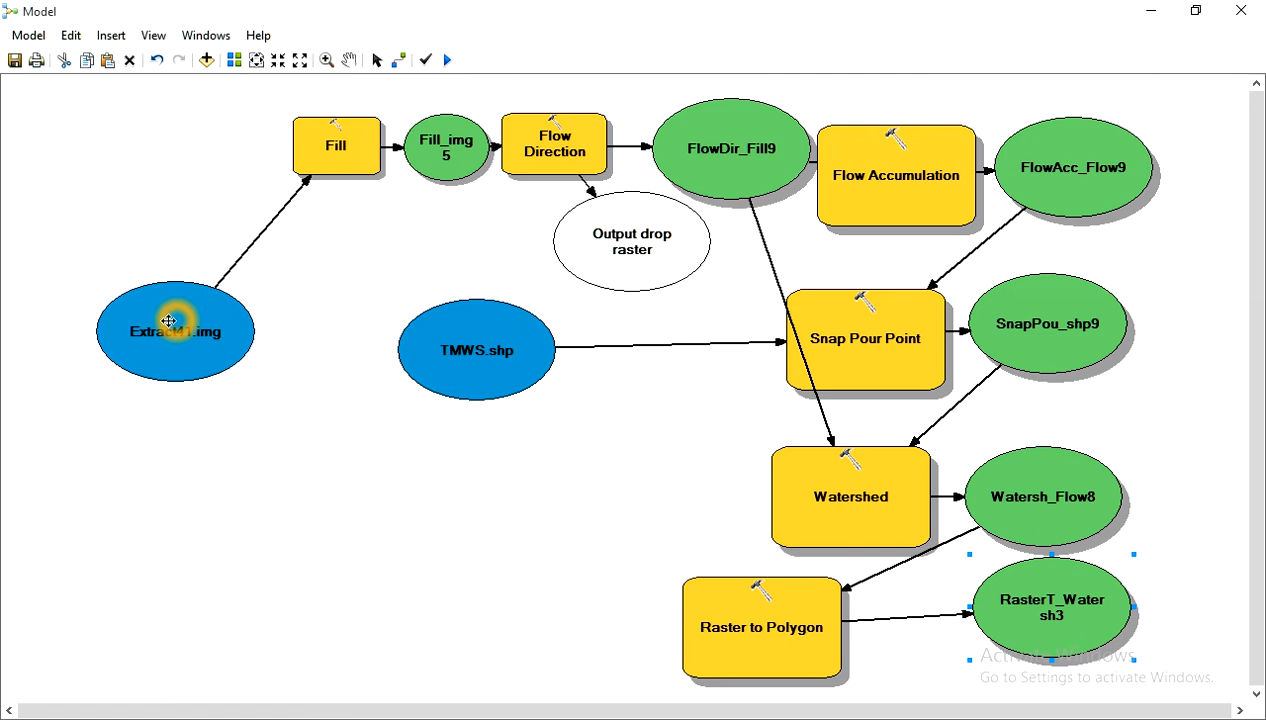 Model
Model Edit Insert View Windows Help
Fill
Fill_img
5
Flow
Direction
FlowDir_Fill9
Flow Accumulation
FlowAcc_Flow9
Output drop
raster
Extract1.img
TMWS.shp
Snap Pour Point
SnapPou_shp9
Watershed
Watersh_Flow8
Raster to Polygon
RasterT_Water
sh3
Activate Windows
Go to Settings to activate Windows.